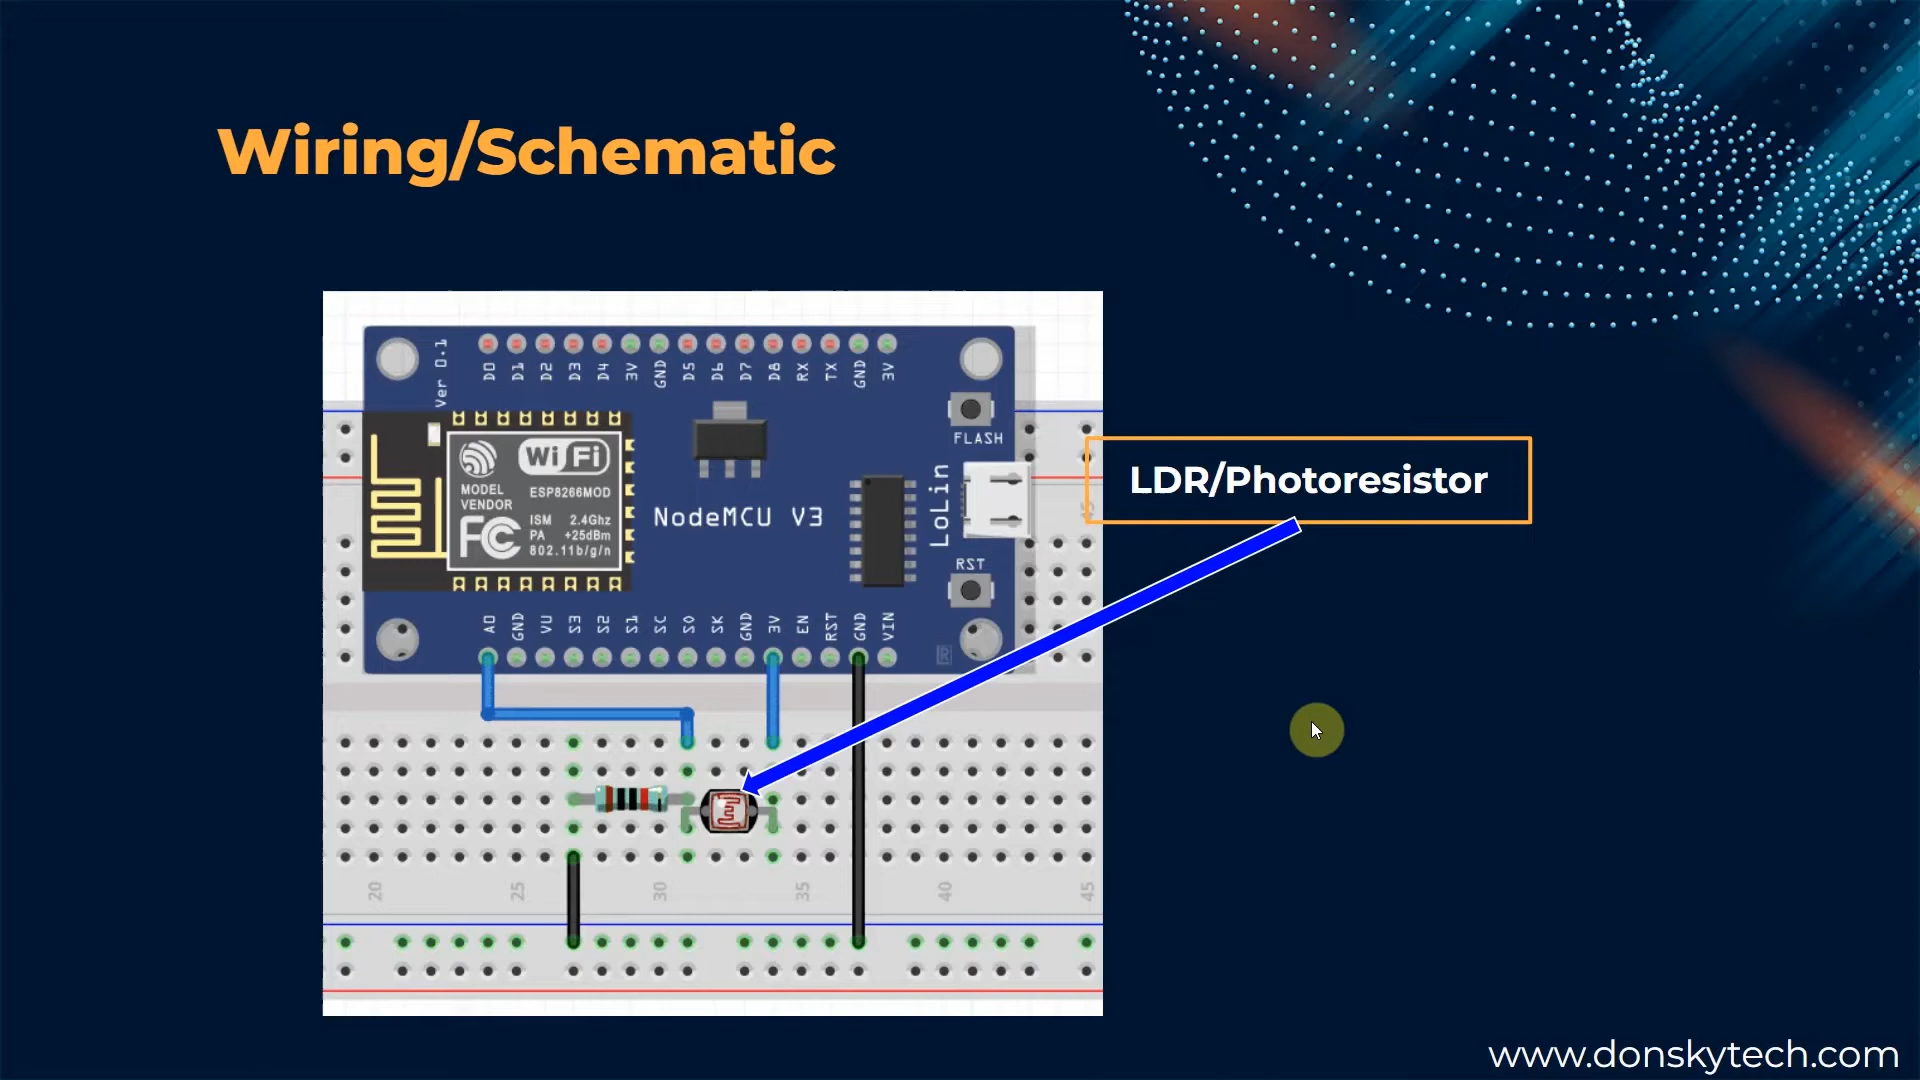 Wiring/Schematic
Ver 0.1
D0 D1 D2 D3 D4 3V GND D5 D6 D7 D8 RX TX GND 3V
FLASH
WiFi
MODEL
VENDOR
ESP8266MOD
FC
ISM 2.4Ghz
PA +25dBm
802.11b/g/n
NodeMCU V3
LoLin
LDR/Photoresistor
RST
A0 GND VU S3 S2 S1 SC S0 SK GND 3V EN RST GND VIN
R
20 25 30 35 40 45
www.donskytech.com